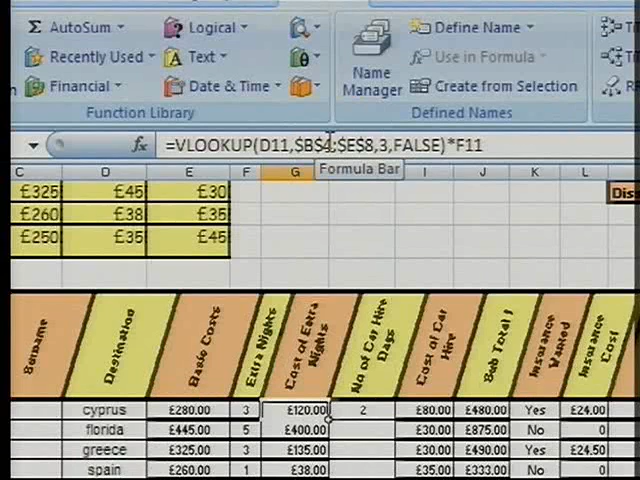 AutoSum Logical Define Name
Recently Used Text Use in Formula
Financial Date & Time Name Manager Create from Selection
Function Library Defined Names
fx =VLOOKUP(D11,$B$4:$E$8,3,FALSE)*F11
Formula Bar
C D E F G H I J K L
£325 £45 £30 Dis
£260 £38 £35
£250 £35 £45
Surname Destination Basic Costs Extra Nights Cost of Extra Nights No of Car Hire Days Cost of Car Hire Sub Total 1 Insurance Wanted Insurance Cost
cyprus £280.00 3 £120.00 2 £80.00 £480.00 Yes £24.00
florida £445.00 5 £400.00 £30.00 £875.00 No 0
greece £325.00 3 £135.00 £30.00 £490.00 Yes £24.50
spain £260.00 1 £38.00 £35.00 £333.00 No 0